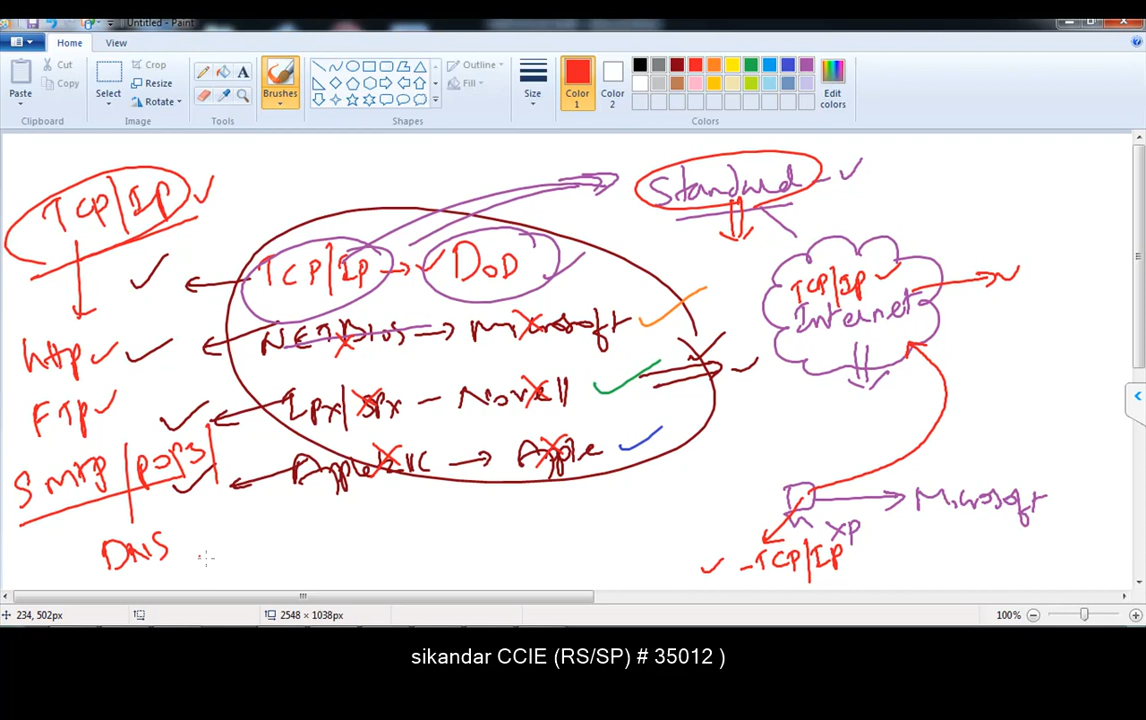 Untitled - Paint
Home View
Paste
Cut
Copy
Clipboard
Select
Crop
Resize
Rotate
Image
Tools
Brushes
Shapes
Outline
Fill
Size
Color 1
Color 2
Edit colors
Colors
TCP/IP
http
FTP
Smtp/pop3
DNS
TCP/IP → DoD
NETBIOS → Microsoft
Ipx/spx - Novell
Apple → Apple
Standard
TCP/IP
Internet
XP → Microsoft
- TCP/IP
234, 502px
2548 × 1038px
100%
sikandar CCIE (RS/SP) # 35012 )